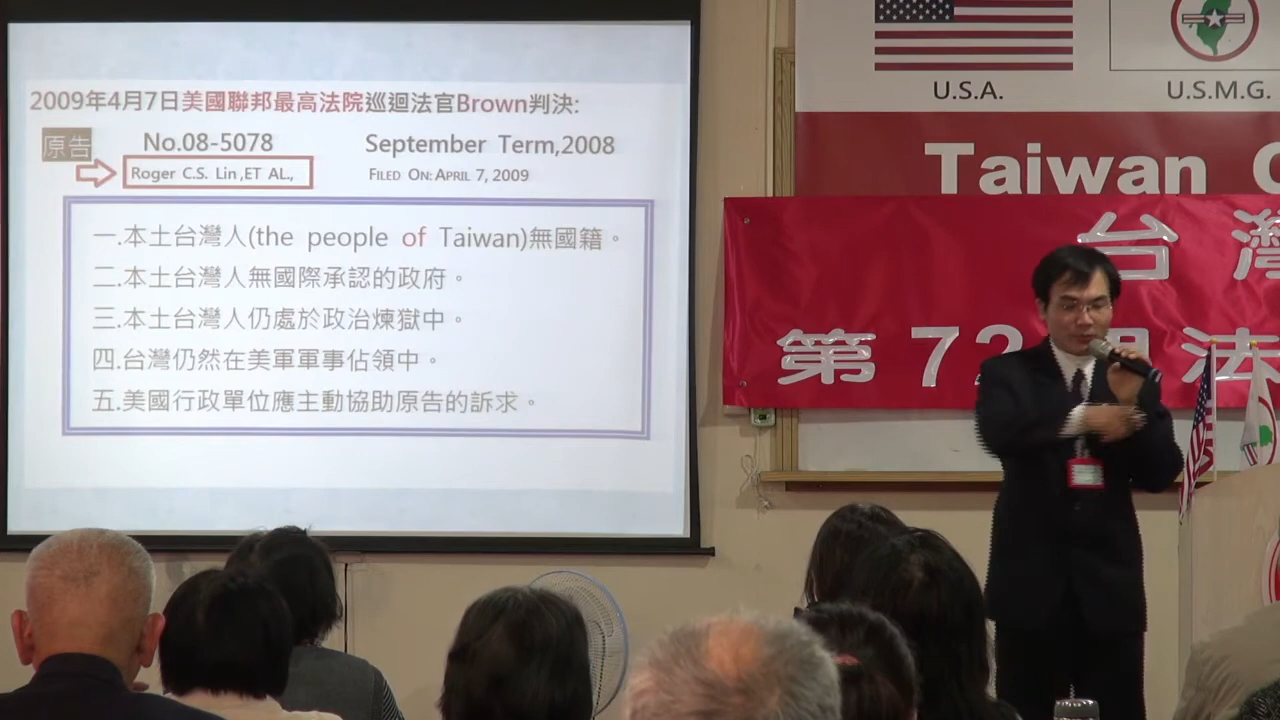 2009年4月7日美國聯邦最高法院巡迴法官Brown判決:
原告 No.08-5078 September Term,2008
Roger C.S. Lin ,ET AL., FILED ON: APRIL 7, 2009
一.本土台灣人(the people of Taiwan)無國籍。
二.本土台灣人無國際承認的政府。
三.本土台灣人仍處於政治煉獄中。
四.台灣仍然在美軍軍事佔領中。
五.美國行政單位應主動協助原告的訴求。
U.S.A. U.S.M.G.
Taiwan
台灣
第72
法